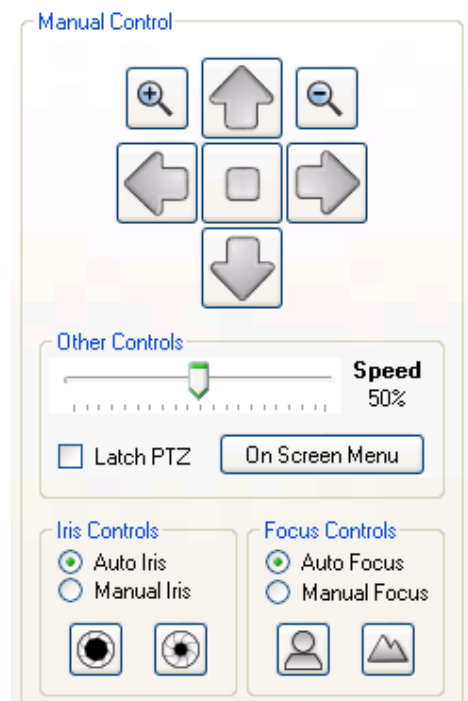 Manual Control
Other Controls
Speed
50%
Latch PTZ
On Screen Menu
Iris Controls
Auto Iris
Manual Iris
Focus Controls
Auto Focus
Manual Focus